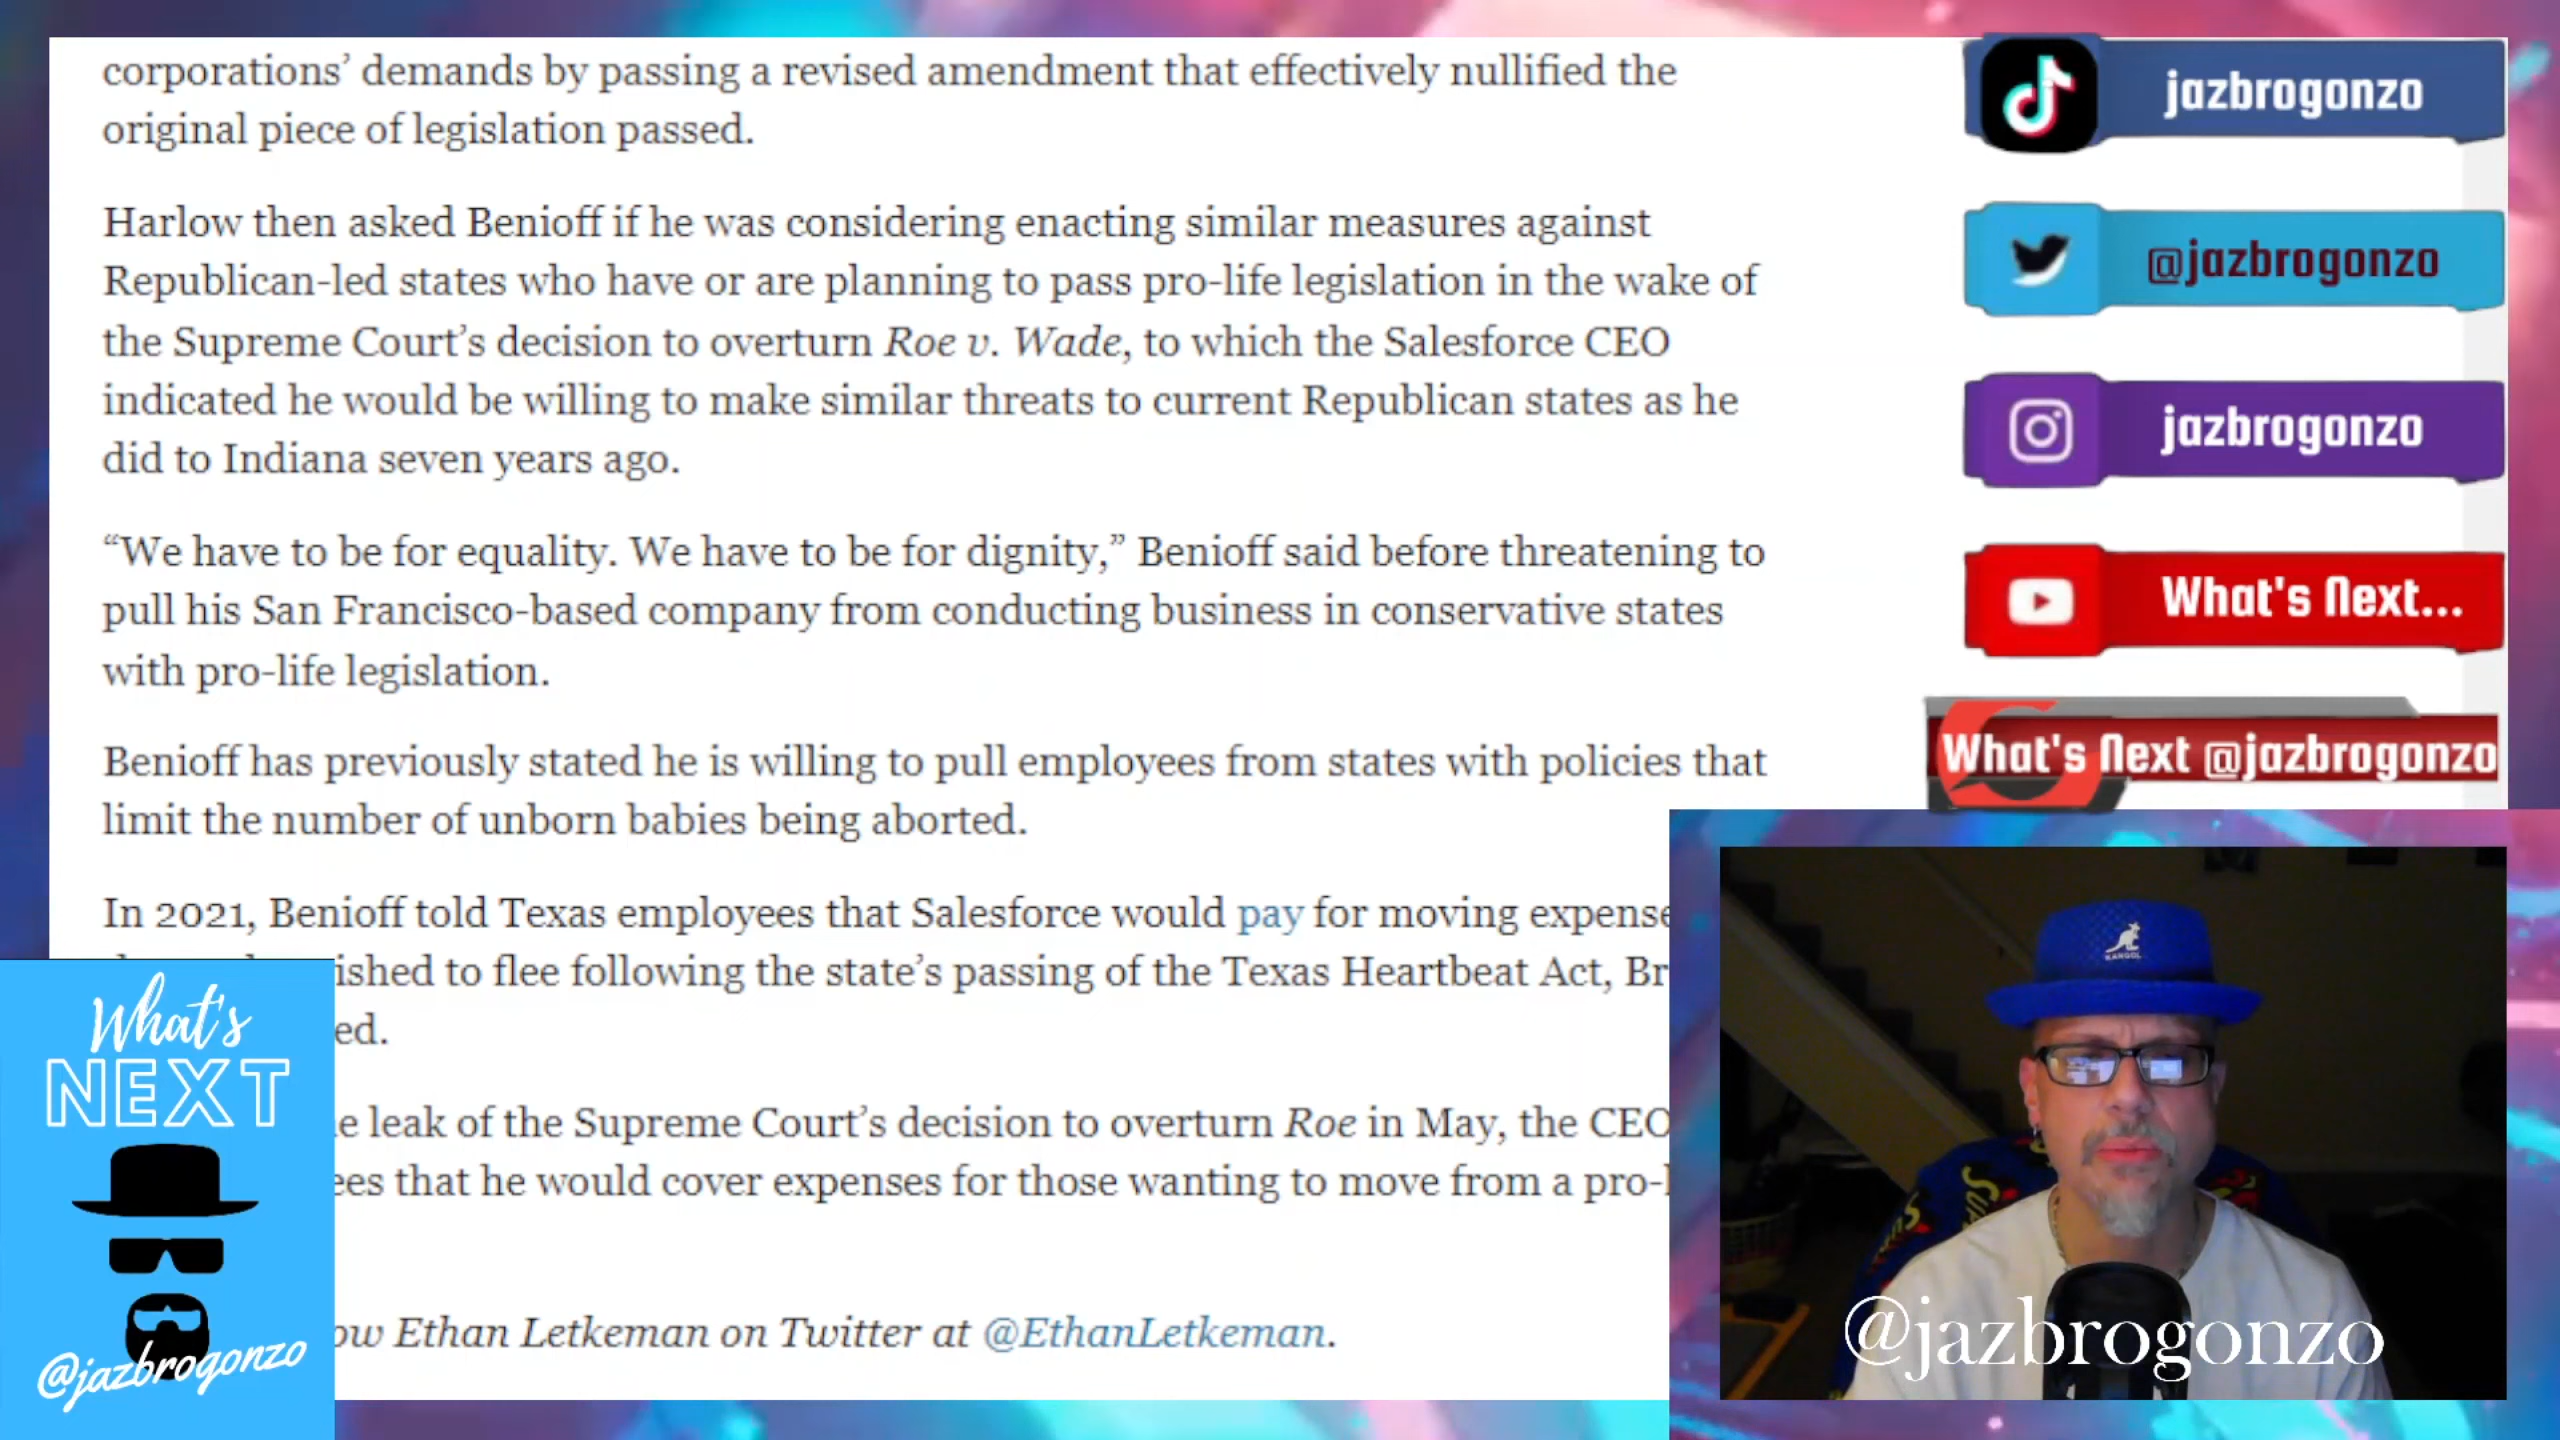 corporations’ demands by passing a revised amendment that effectively nullified the
original piece of legislation passed.
Harlow then asked Benioff if he was considering enacting similar measures against
Republican-led states who have or are planning to pass pro-life legislation in the wake of
the Supreme Court’s decision to overturn Roe v. Wade, to which the Salesforce CEO
indicated he would be willing to make similar threats to current Republican states as he
did to Indiana seven years ago.
“We have to be for equality. We have to be for dignity,” Benioff said before threatening to
pull his San Francisco-based company from conducting business in conservative states
with pro-life legislation.
Benioff has previously stated he is willing to pull employees from states with policies that
limit the number of unborn babies being aborted.
In 2021, Benioff told Texas employees that Salesforce would pay for moving expense
ished to flee following the state’s passing of the Texas Heartbeat Act, Br
ed.
e leak of the Supreme Court’s decision to overturn Roe in May, the CEO
ees that he would cover expenses for those wanting to move from a pro-l
ow Ethan Letkeman on Twitter at @EthanLetkeman.
jazbrogonzo
@jazbrogonzo
jazbrogonzo
What's Next...
What's Next @jazbrogonzo
What's
NEXT
@jazbrogonzo
KANGOL
@jazbrogonzo